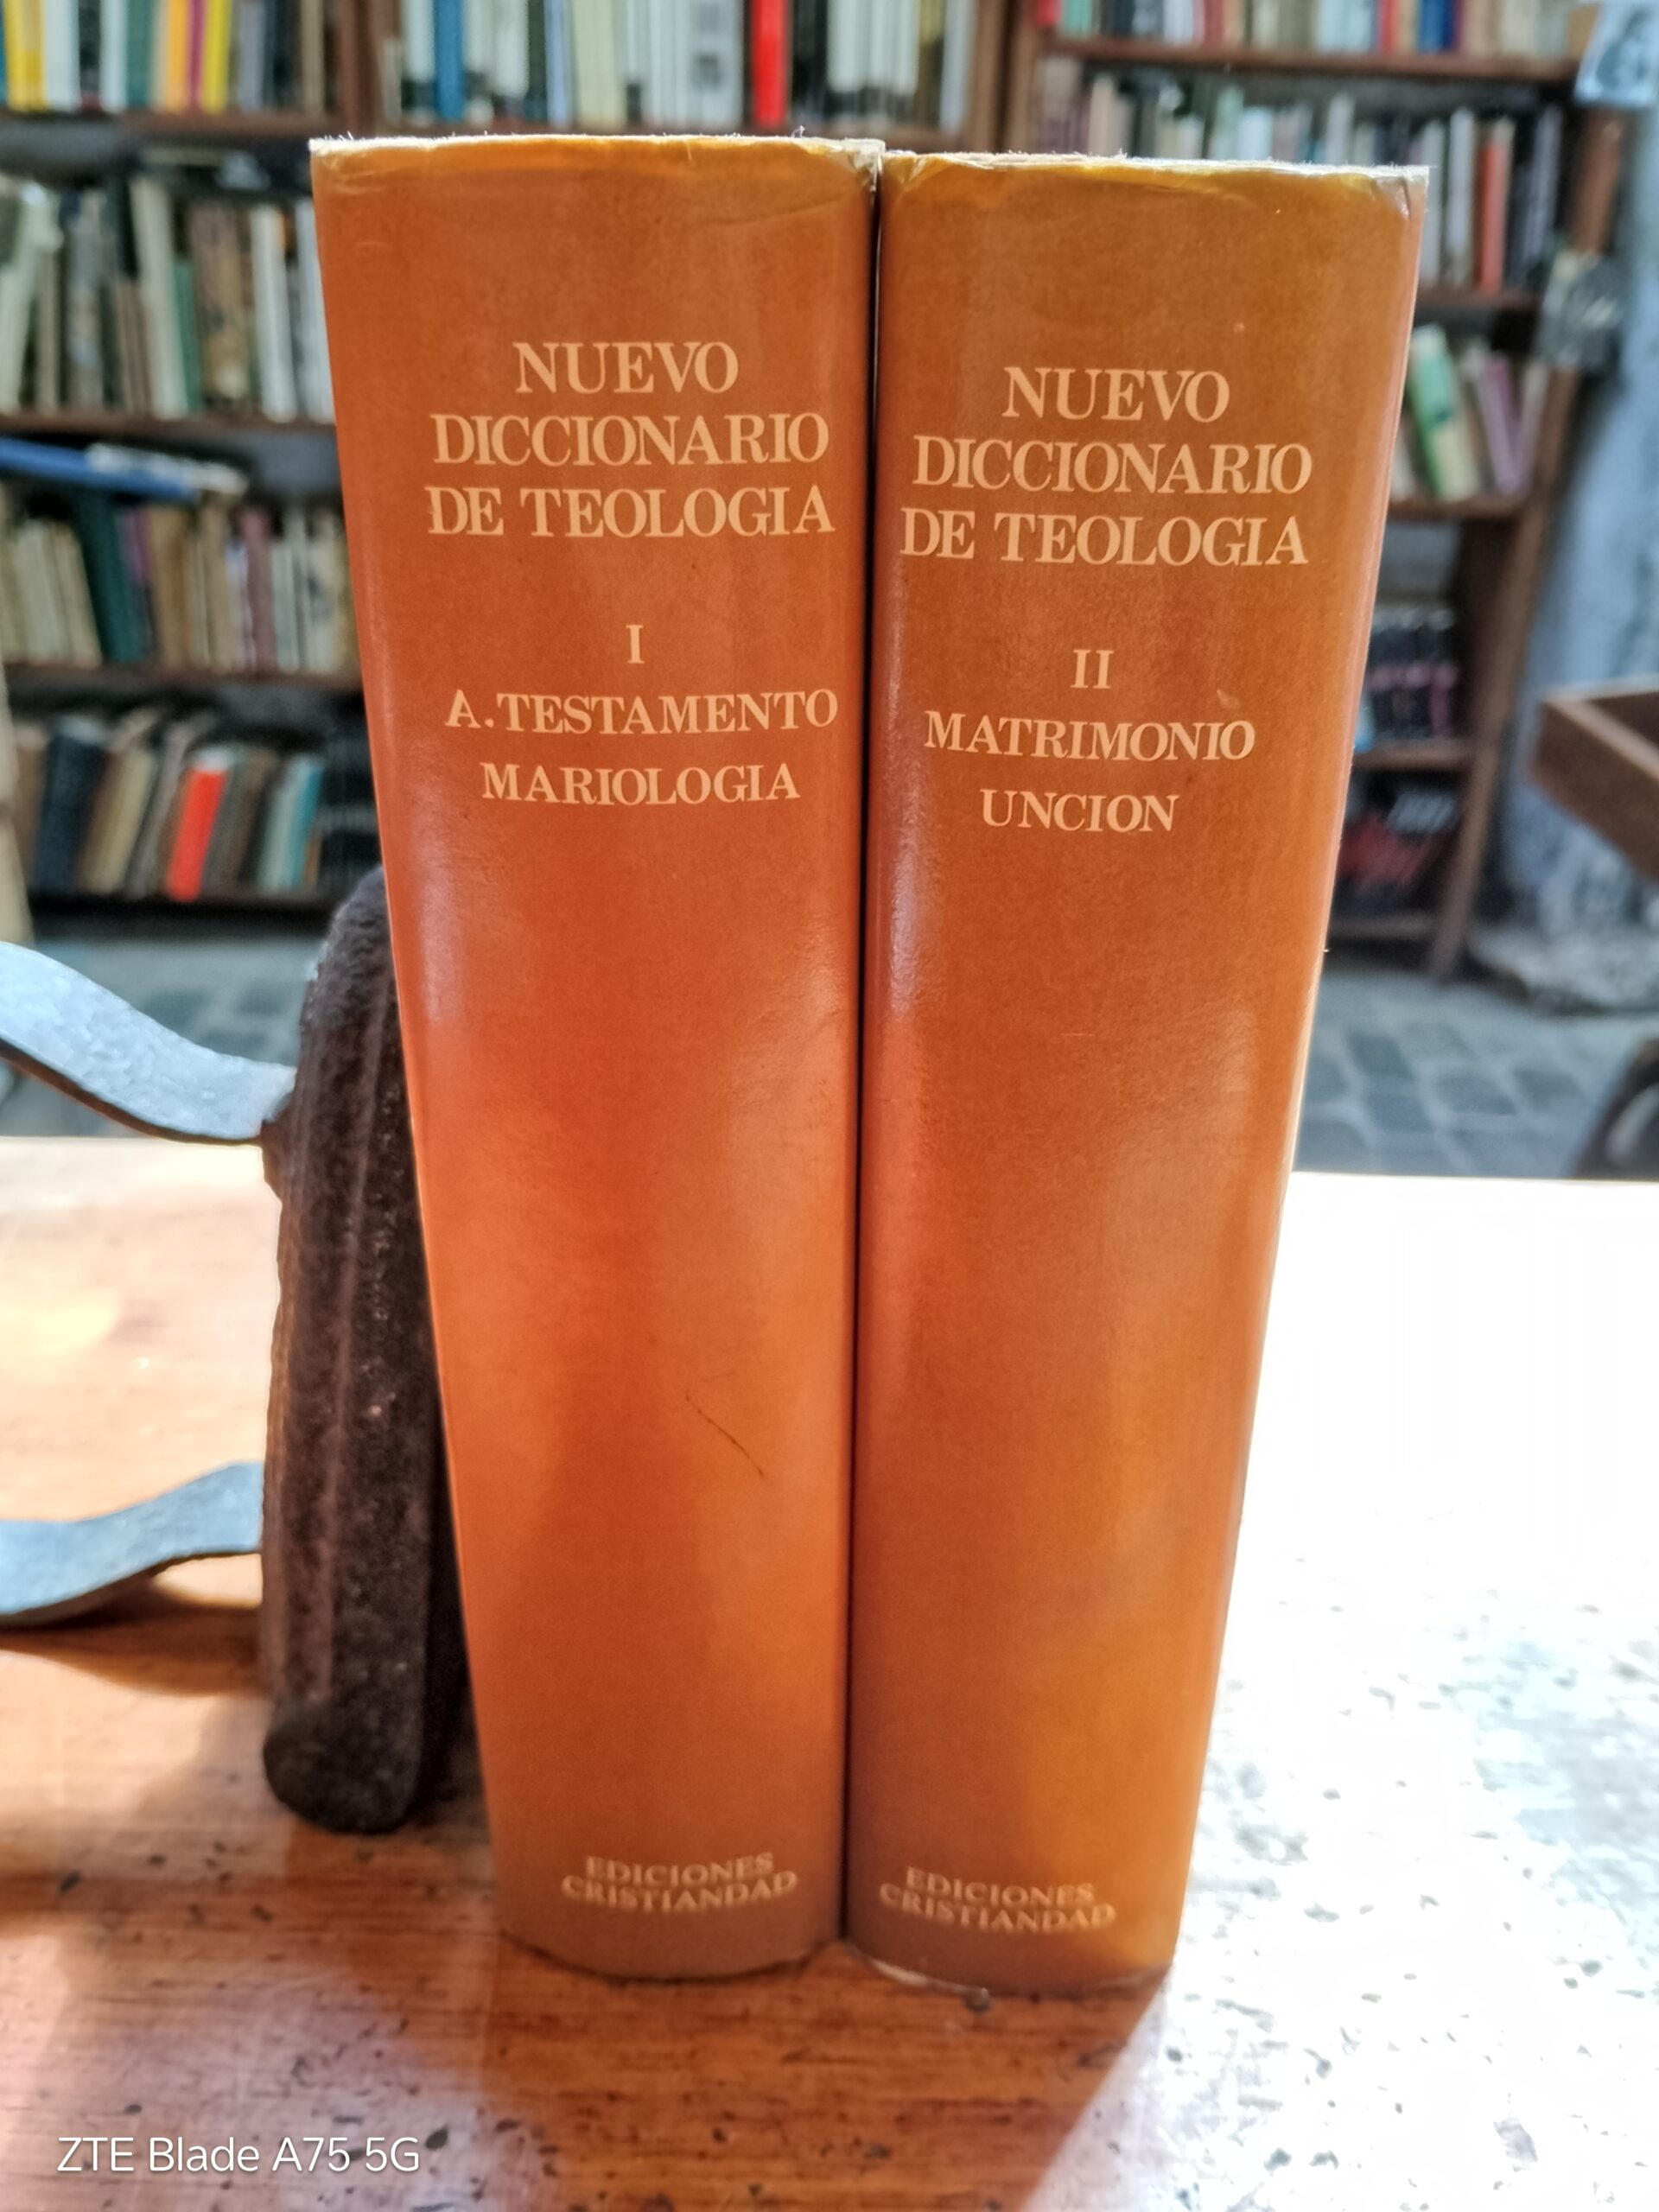 NUEVO
DICCIONARIO
DE TEOLOGIA
I
A. TESTAMENTO
MARIOLOGIA
EDICIONES
CRISTIANDAD
NUEVO
DICCIONARIO
DE TEOLOGIA
II
MATRIMONIO
UNCION
EDICIONES
CRISTIANDAD
ZTE Blade A75 5G